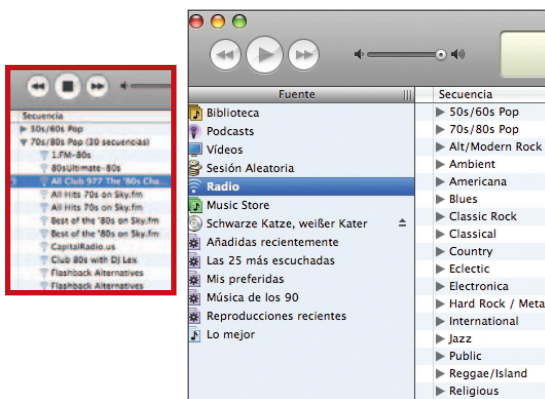 Secuencia
50s/60s Pop
70s/80s Pop (30 secuencias)
1.FM-80s
80sUltimate-80s
All Club 977 The '80s Cha...
All Hits 70s on Sky.fm
All Hits 70s on Sky.fm
Best of the '80s on Sky.fm
Best of the '80s on Sky.fm
CapitalRadio.us
Club 80s with DJ Lex
Flashback Alternatives
Flashback Alternatives
Fuente
Biblioteca
Podcasts
Vídeos
Sesión Aleatoria
Radio
Music Store
Schwarze Katze, weißer Kater
Añadidas recientemente
Las 25 más escuchadas
Mis preferidas
Música de los 90
Reproducciones recientes
Lo mejor
Secuencia
50s/60s Pop
70s/80s Pop
Alt/Modern Rock
Ambient
Americana
Blues
Classic Rock
Classical
Country
Eclectic
Electronica
Hard Rock / Meta
International
Jazz
Public
Reggae/Island
Religious